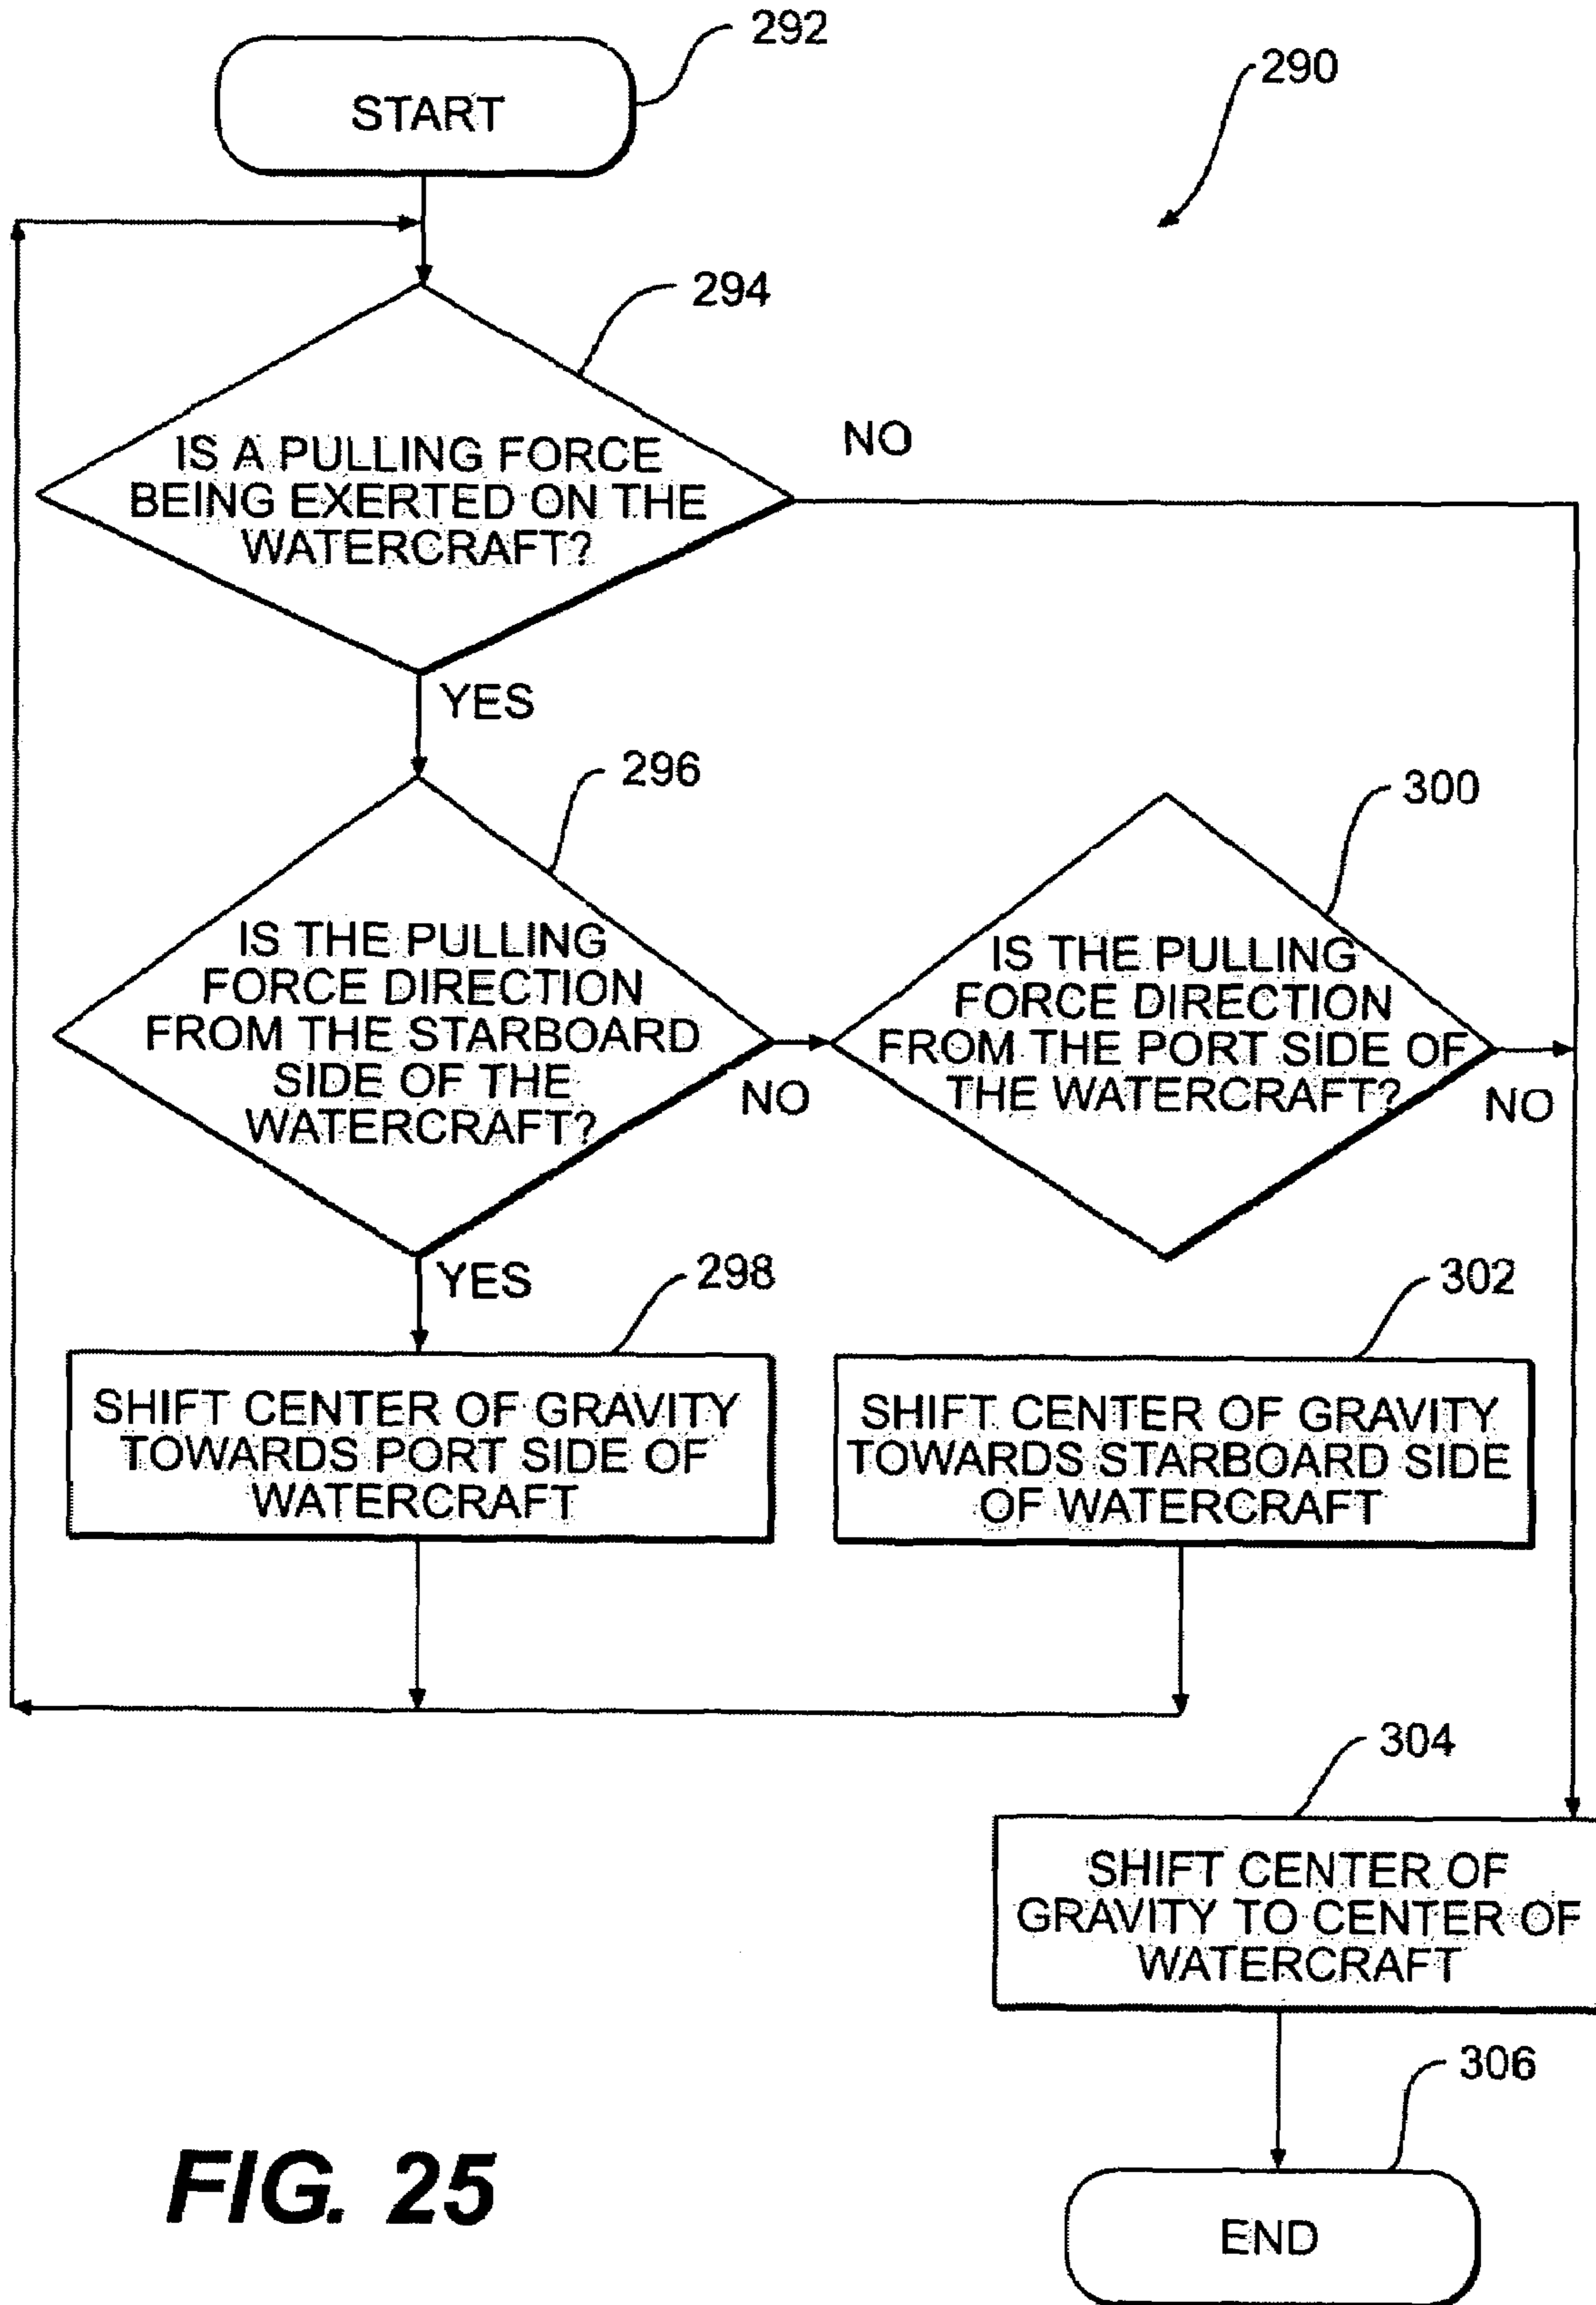 292
START
290
294
IS A PULLING FORCE
BEING EXERTED ON THE
WATERCRAFT?
NO
YES
296
IS THE PULLING
FORCE DIRECTION
FROM THE STARBOARD
SIDE OF THE
WATERCRAFT?
NO
300
IS THE PULLING
FORCE DIRECTION
FROM THE PORT SIDE OF
THE WATERCRAFT?
NO
YES
298
SHIFT CENTER OF GRAVITY
TOWARDS PORT SIDE OF
WATERCRAFT
302
SHIFT CENTER OF GRAVITY
TOWARDS STARBOARD SIDE
OF WATERCRAFT
304
SHIFT CENTER OF
GRAVITY TO CENTER OF
WATERCRAFT
306
END
FIG. 25